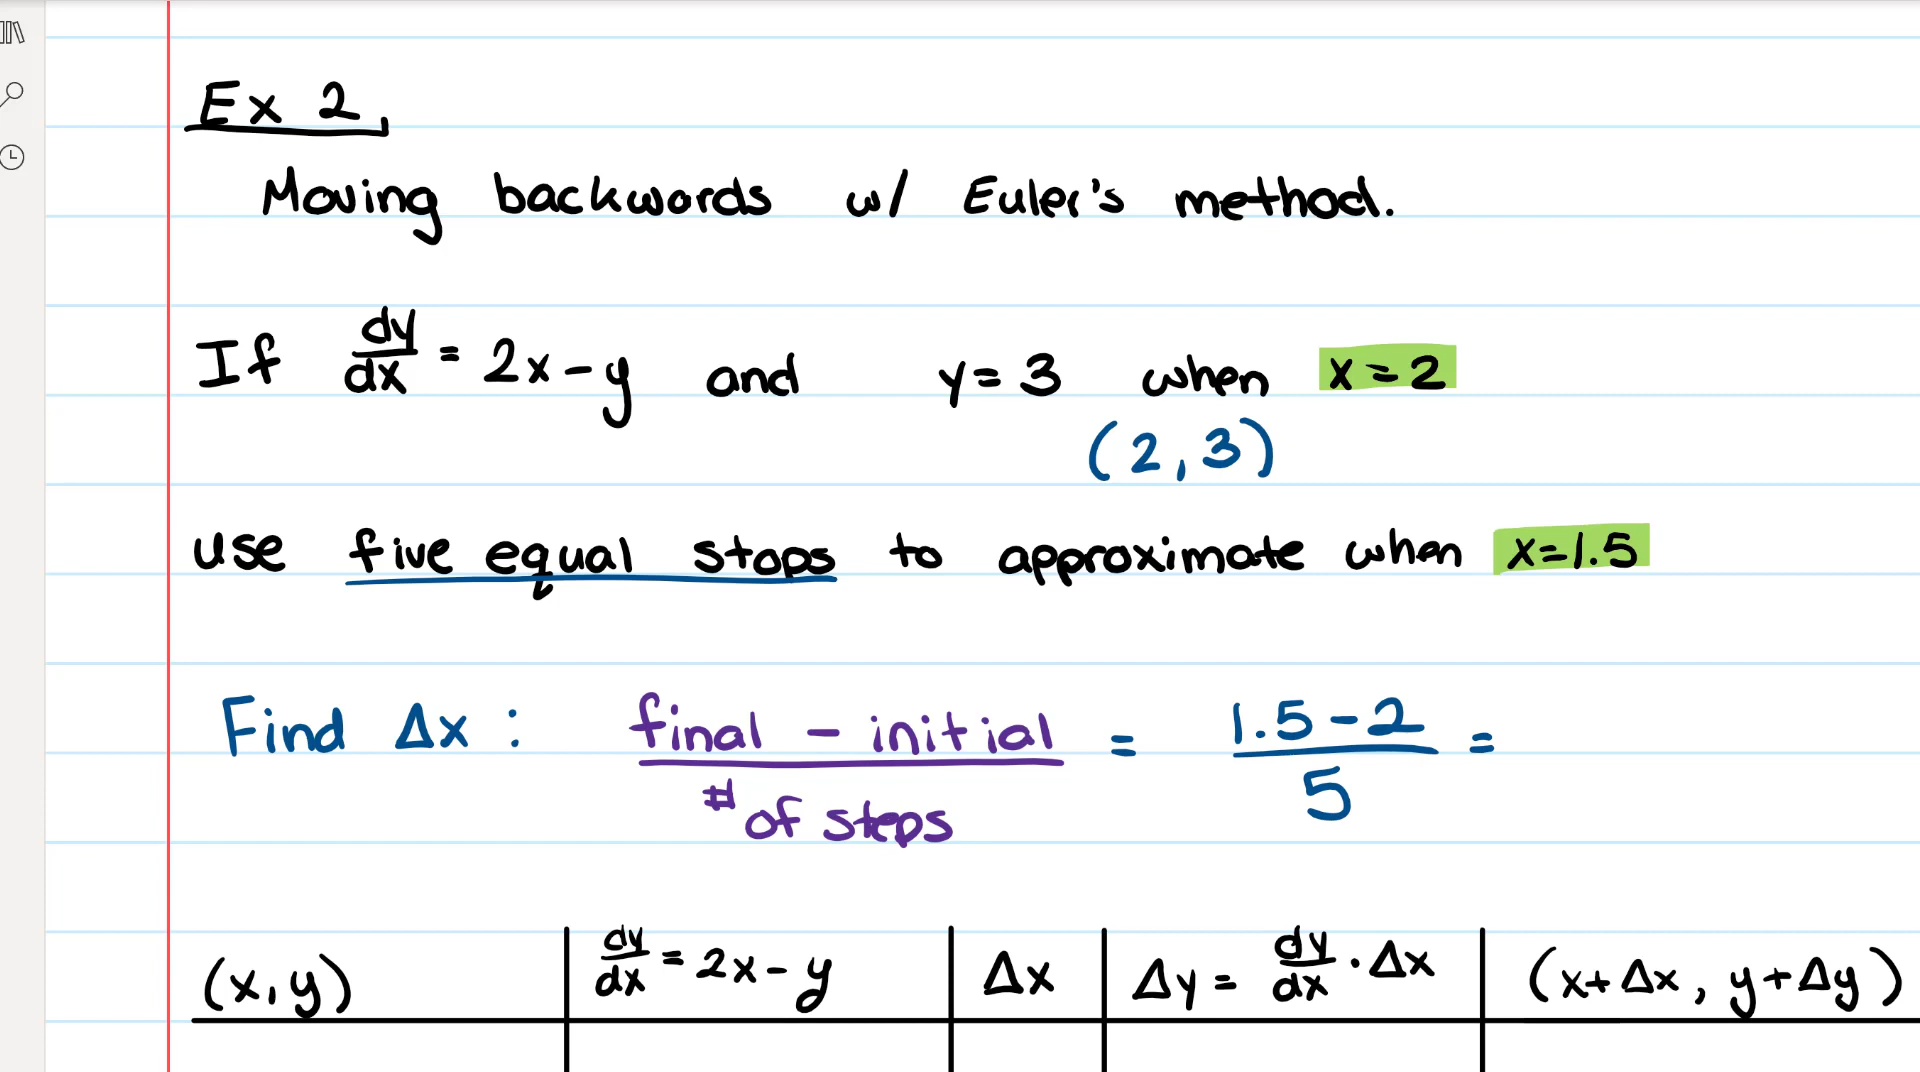 Ex 2.
Moving backwords w/ Euler's method.
If dy/dx = 2x - y and y = 3 when x = 2
(2, 3)
use five equal stops to approximate when x=1.5
Find Δx : final - initial / # of steps = 1.5 - 2 / 5 =
(x, y) dy/dx = 2x - y Δx Δy = dy/dx · Δx (x + Δx, y + Δy)